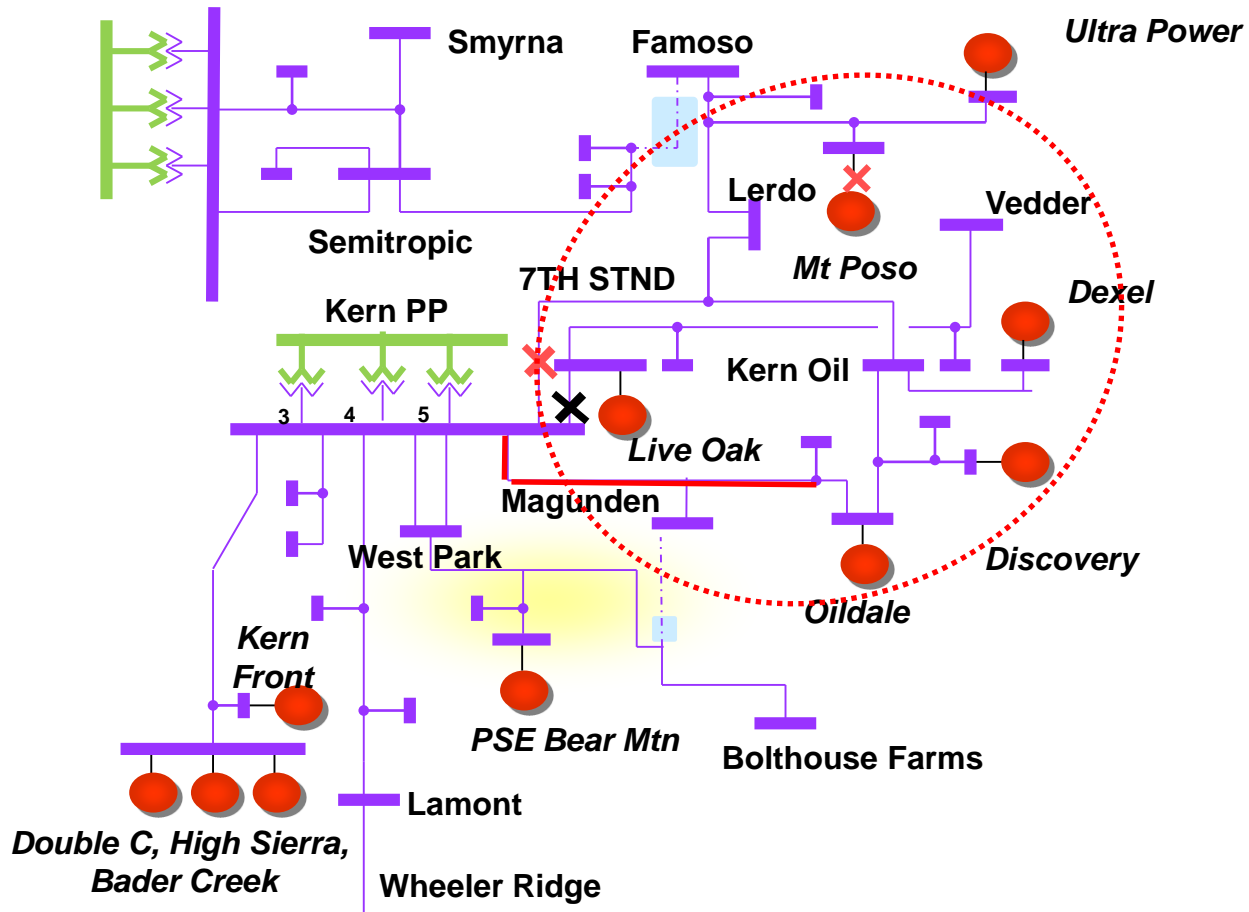 Smyrna
Famoso
Ultra Power
Lerdo
Vedder
Semitropic
Mt Poso
7TH STND
Dexel
Kern PP
Kern Oil
3
4
5
Live Oak
Magunden
West Park
Discovery
Oildale
Kern
Front
PSE Bear Mtn
Bolthouse Farms
Lamont
Double C, High Sierra,
Bader Creek
Wheeler Ridge